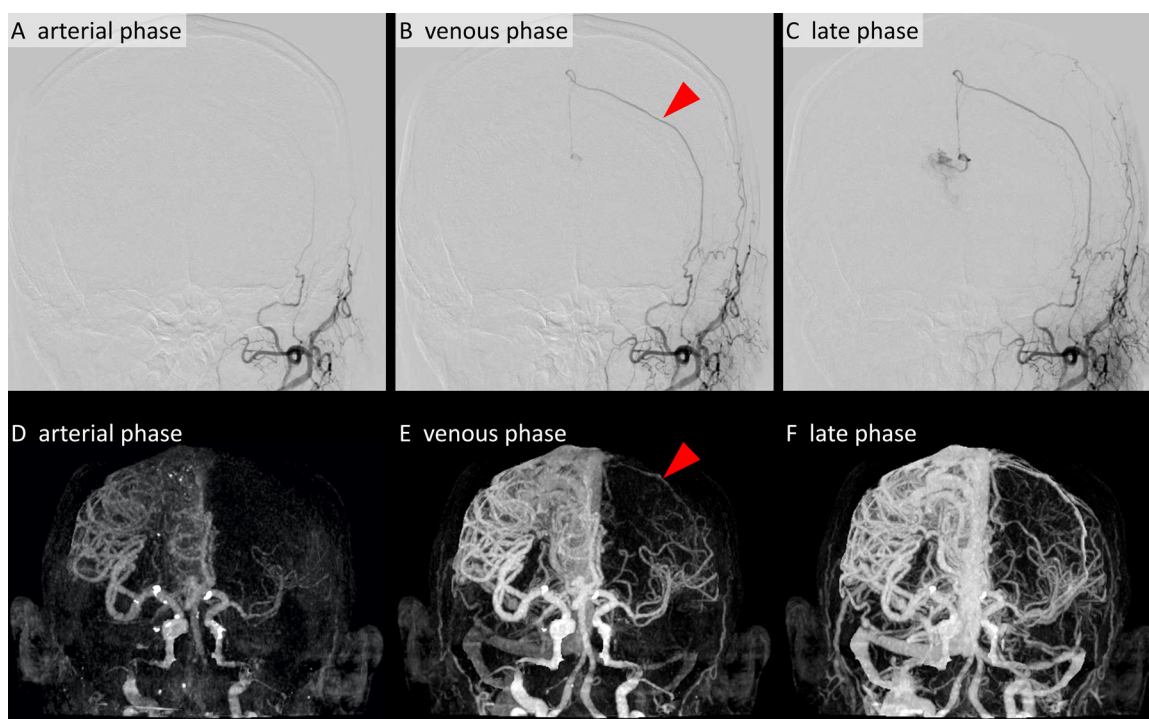 A arterial phase
B venous phase
C late phase
D arterial phase
E venous phase
F late phase